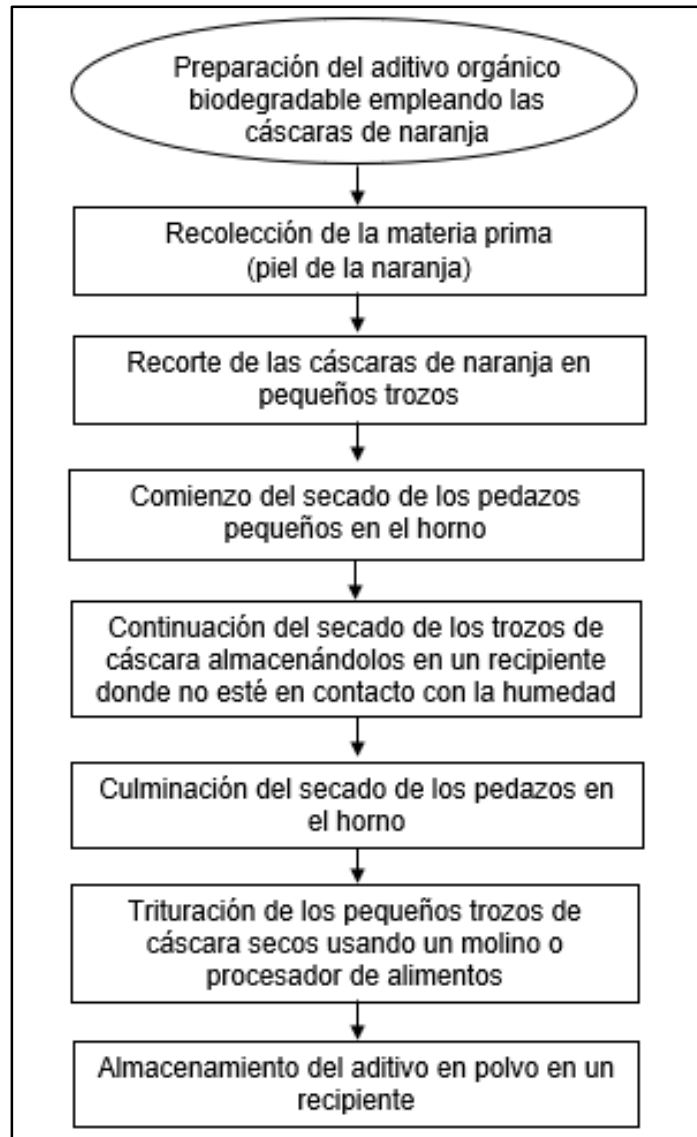 Preparación del aditivo orgánico
biodegradable empleando las
cáscaras de naranja
Recolección de la materia prima
(piel de la naranja)
Recorte de las cáscaras de naranja en
pequeños trozos
Comienzo del secado de los pedazos
pequeños en el horno
Continuación del secado de los trozos de
cáscara almacenándolos en un recipiente
donde no esté en contacto con la humedad
Culminación del secado de los pedazos en
el horno
Trituración de los pequeños trozos de
cáscara secos usando un molino o
procesador de alimentos
Almacenamiento del aditivo en polvo en un
recipiente